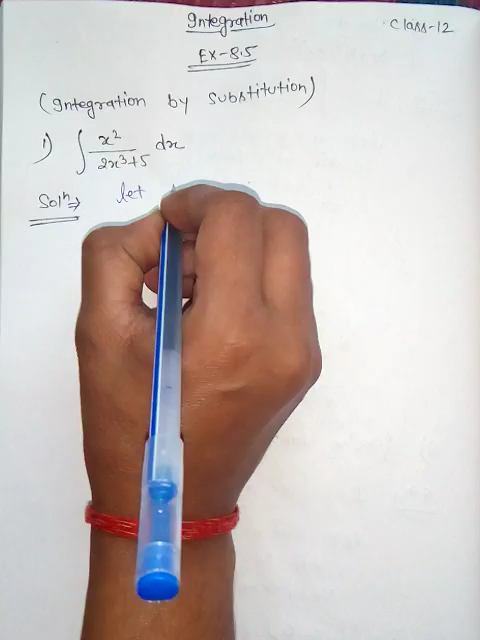 Integration
Class-12
Ex-8.5
(Integration by substitution)
1) ∫ x²/2x³+5 dx
Solⁿ⇒ let